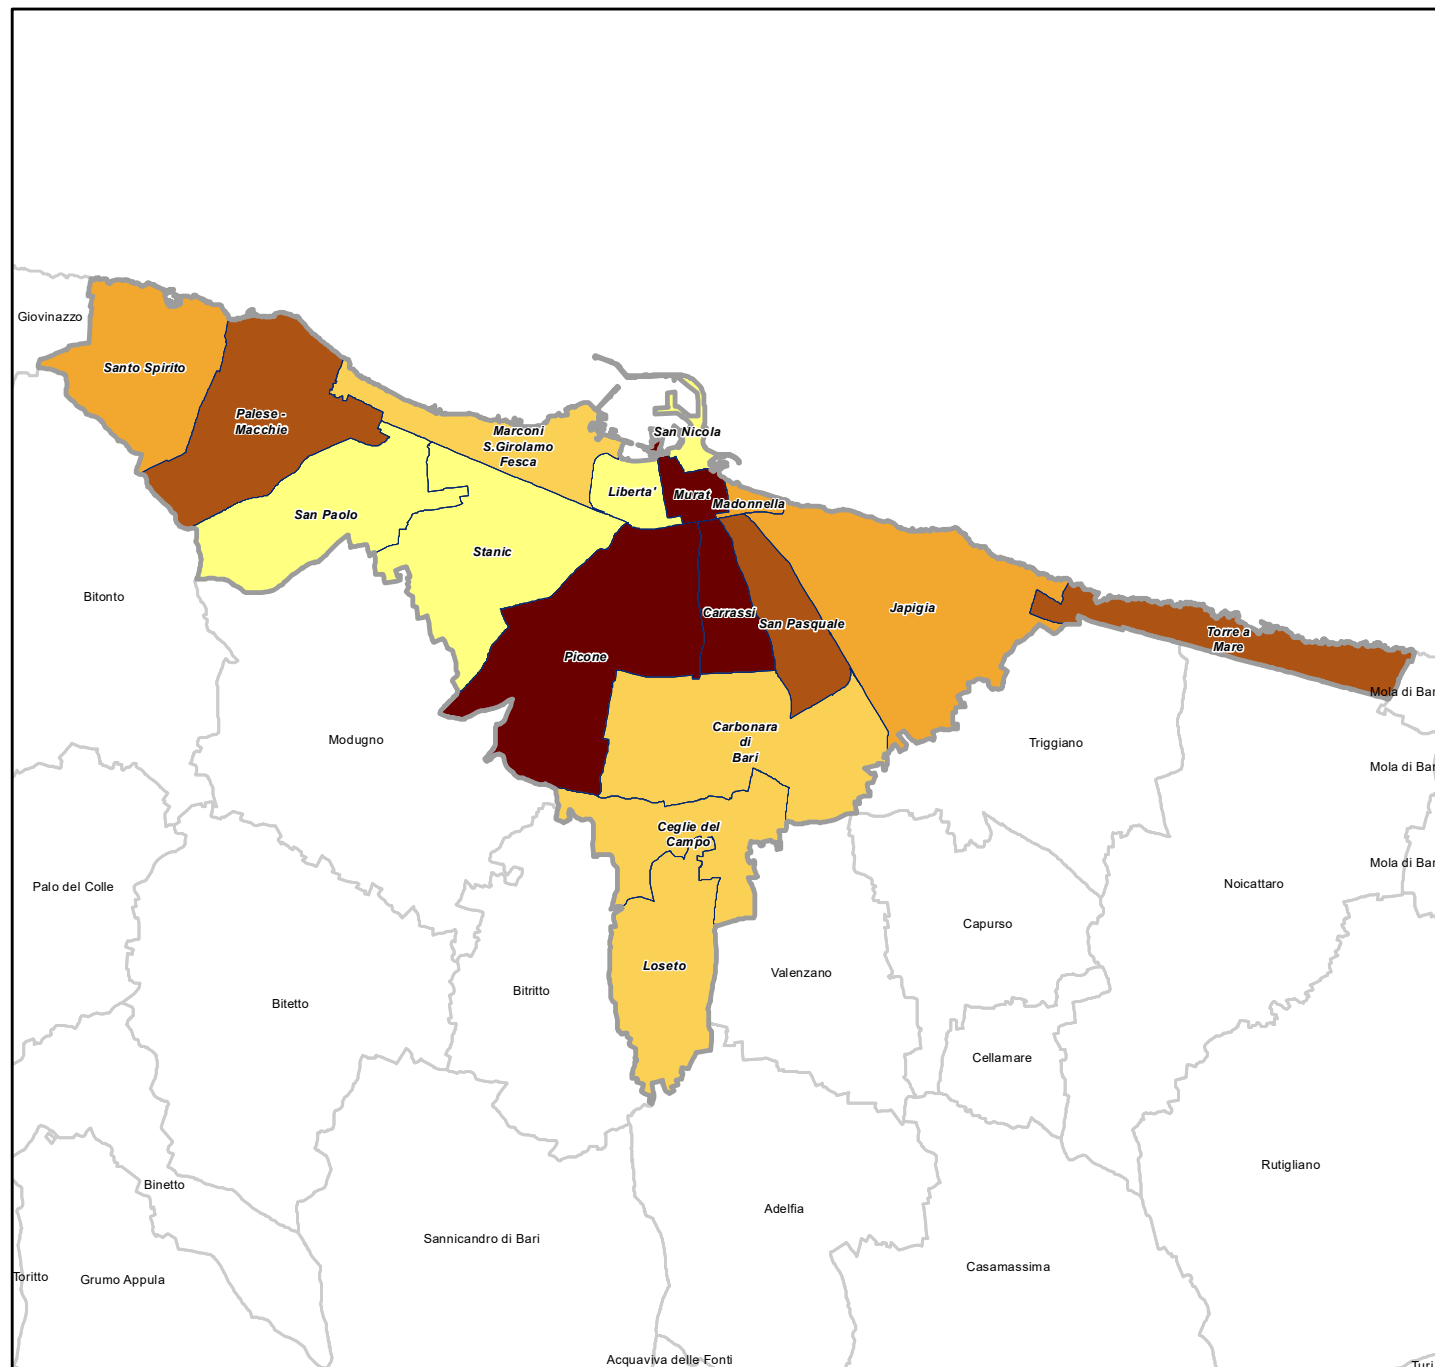 Giovinazzo
Santo Spirito
Palese -
Macchie
Marconi
S.Girolamo
Fesca
San Nicola
Liberta'
Murat
Madonnella
San Paolo
Stanic
Bitonto
Carrassi
San Pasquale
Japigia
Torre a
Mare
Picone
Mola di Bar
Modugno
Carbonara
di
Bari
Triggiano
Mola di Bar
Ceglie del
Campo
Mola di Bar
Palo del Colle
Noicattaro
Capurso
Loseto
Valenzano
Bitritto
Bitetto
Cellamare
Rutigliano
Binetto
Adelfia
Sannicandro di Bari
Casamassima
Toritto
Grumo Appula
Acquaviva delle Fonti
Turi